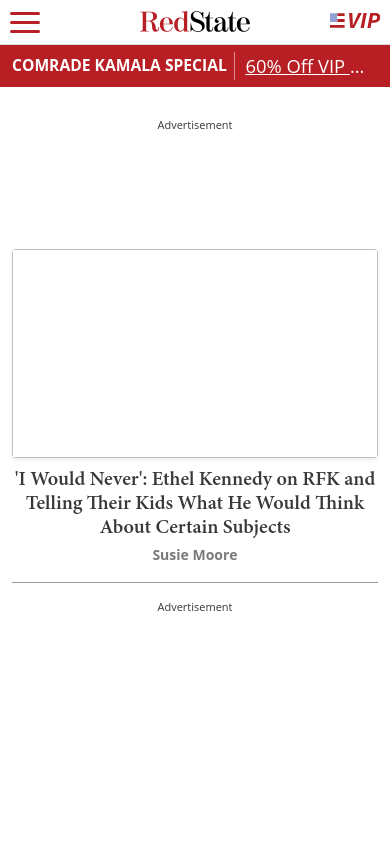 RedState
VIP
COMRADE KAMALA SPECIAL
60% Off VIP ...
Advertisement
'I Would Never': Ethel Kennedy on RFK and
Telling Their Kids What He Would Think
About Certain Subjects
Susie Moore
Advertisement